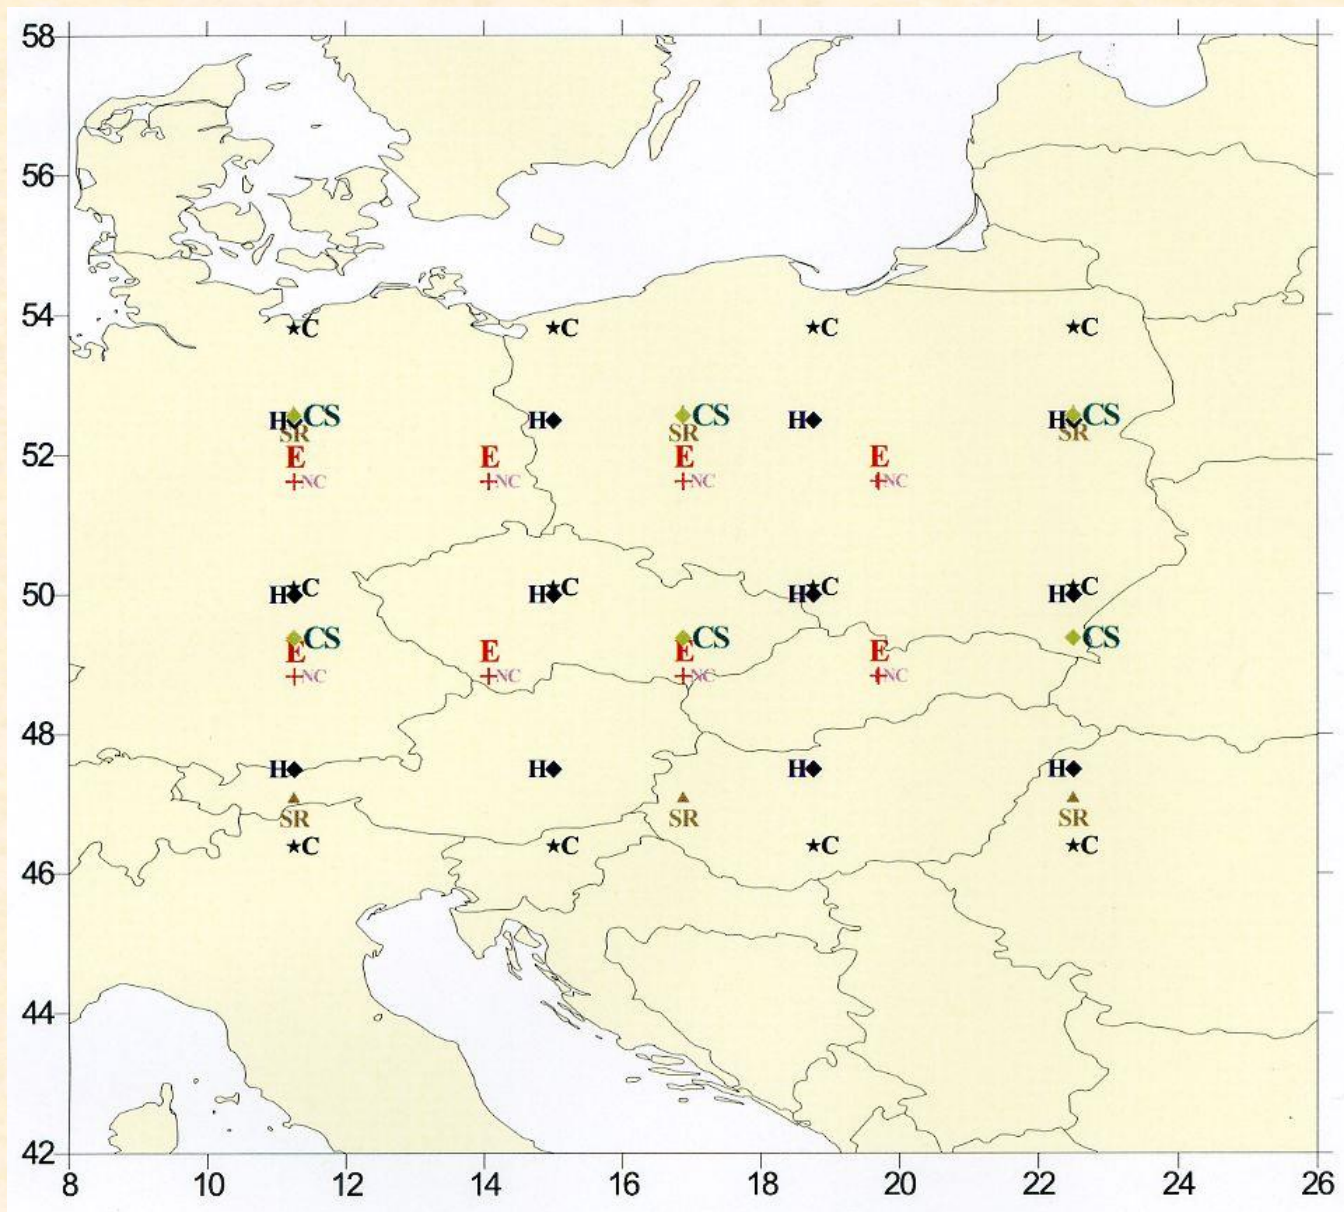 58
56
54
★C ★C ★C ★C
H CS H CS H H CS
SR SR SR
52
E E E E
NC NC NC NC
50
H C H C H C H C
CS CS CS
E E E E
NC NC NC NC
48
H H H H
SR SR SR
★C ★C ★C ★C
46
44
42
8 10 12 14 16 18 20 22 24 26